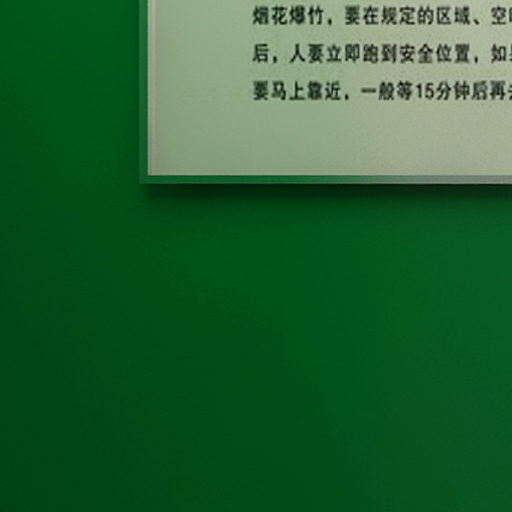 烟花爆竹，要在规定的区域、空
后，人要立即跑到安全位置，如
要马上靠近，一般等15分钟后再